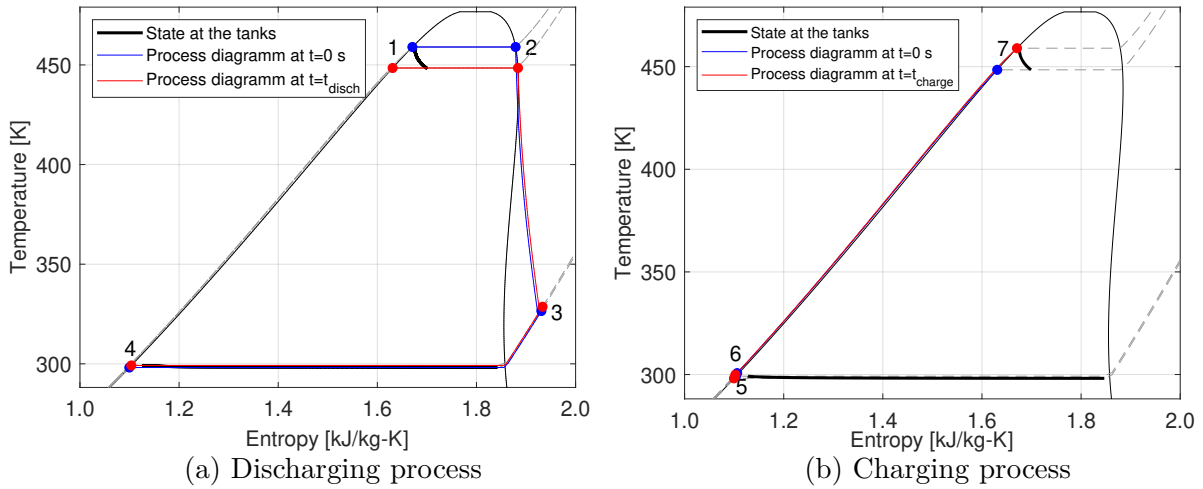 State at the tanks
Process diagramm at t=0 s
Process diagramm at t=t_disch
1
2
3
4
450
400
350
300
Temperature [K]
1.0 1.2 1.4 1.6 1.8 2.0
Entropy [kJ/kg-K]
(a) Discharging process
State at the tanks
Process diagramm at t=0 s
Process diagramm at t=t_charge
7
6
5
450
400
350
300
Temperature [K]
1.0 1.2 1.4 1.6 1.8 2.0
Entropy [kJ/kg-K]
(b) Charging process